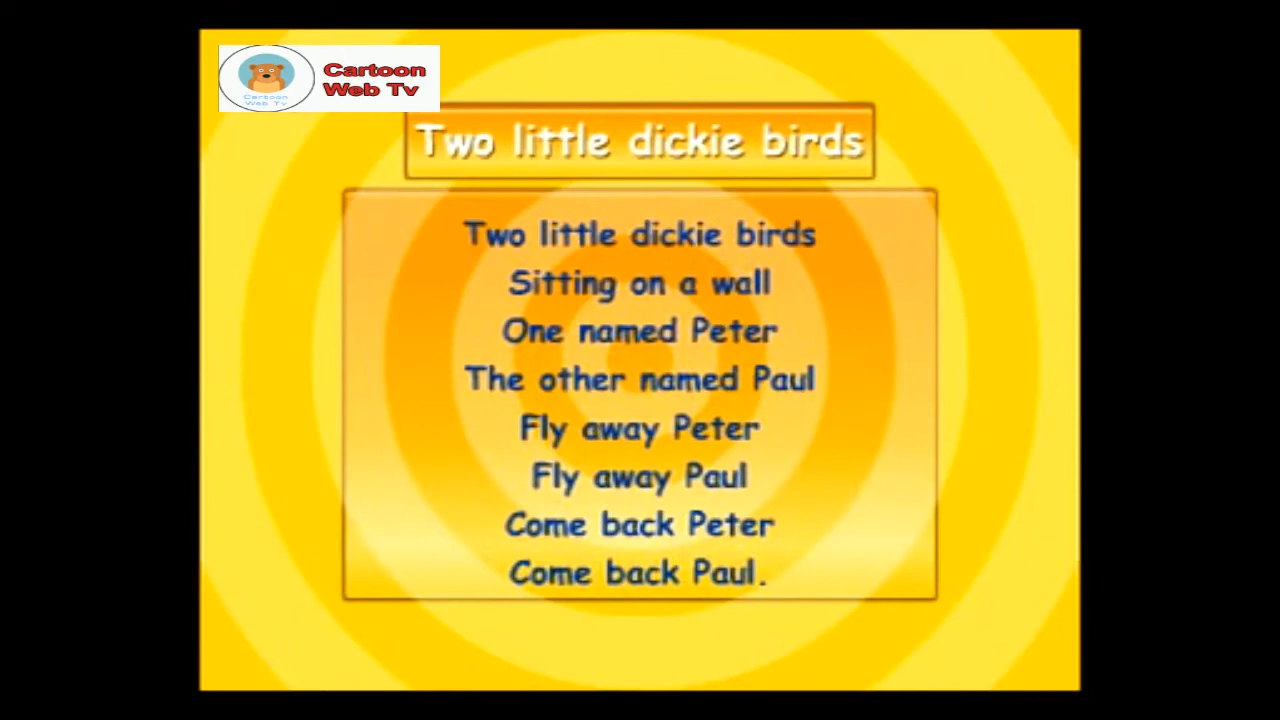 Cartoon
Web Tv
Cartoon
Web Tv
Two little dickie birds
Two little dickie birds
Sitting on a wall
One named Peter
The other named Paul
Fly away Peter
Fly away Paul
Come back Peter
Come back Paul.